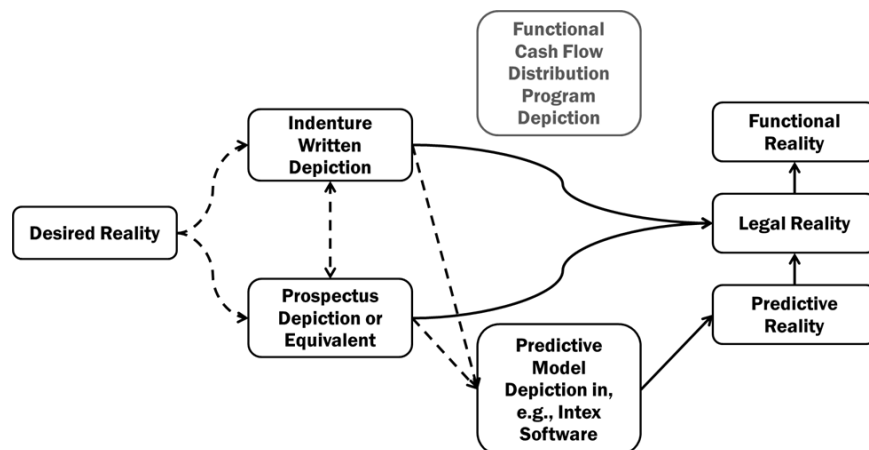 Functional
Cash Flow
Distribution
Program
Depiction
Indenture
Written
Depiction
Functional
Reality
Desired Reality
Legal Reality
Prospectus
Depiction or
Equivalent
Predictive
Reality
Predictive
Model
Depiction in,
e.g., Intex
Software